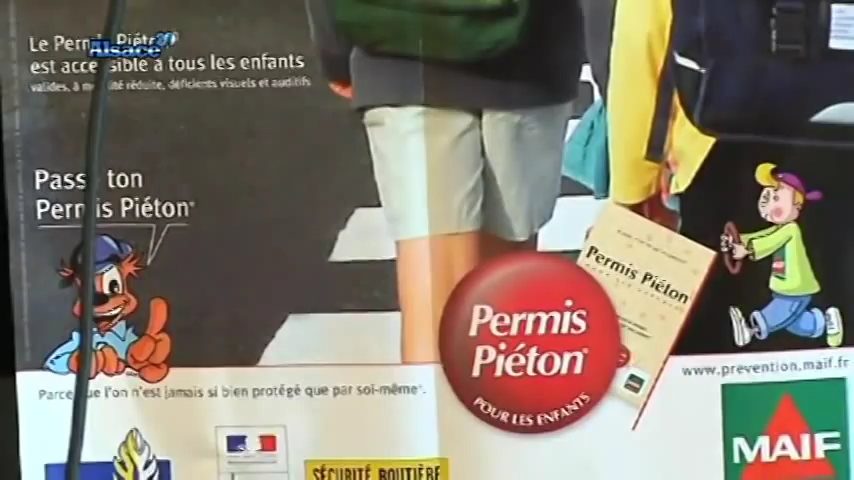 Le Permis Piéton
Alsace 20
est accessible à tous les enfants
valides, à mobilité réduite, déficients visuels et auditifs
Passe ton
Permis Piéton
Permis Piéton
Permis
Piéton
POUR LES ENFANTS
www.prevention.maif.fr
Parce que l'on n'est jamais si bien protégé que par soi-même
MAIF
SÉCURITÉ ROUTIÈRE